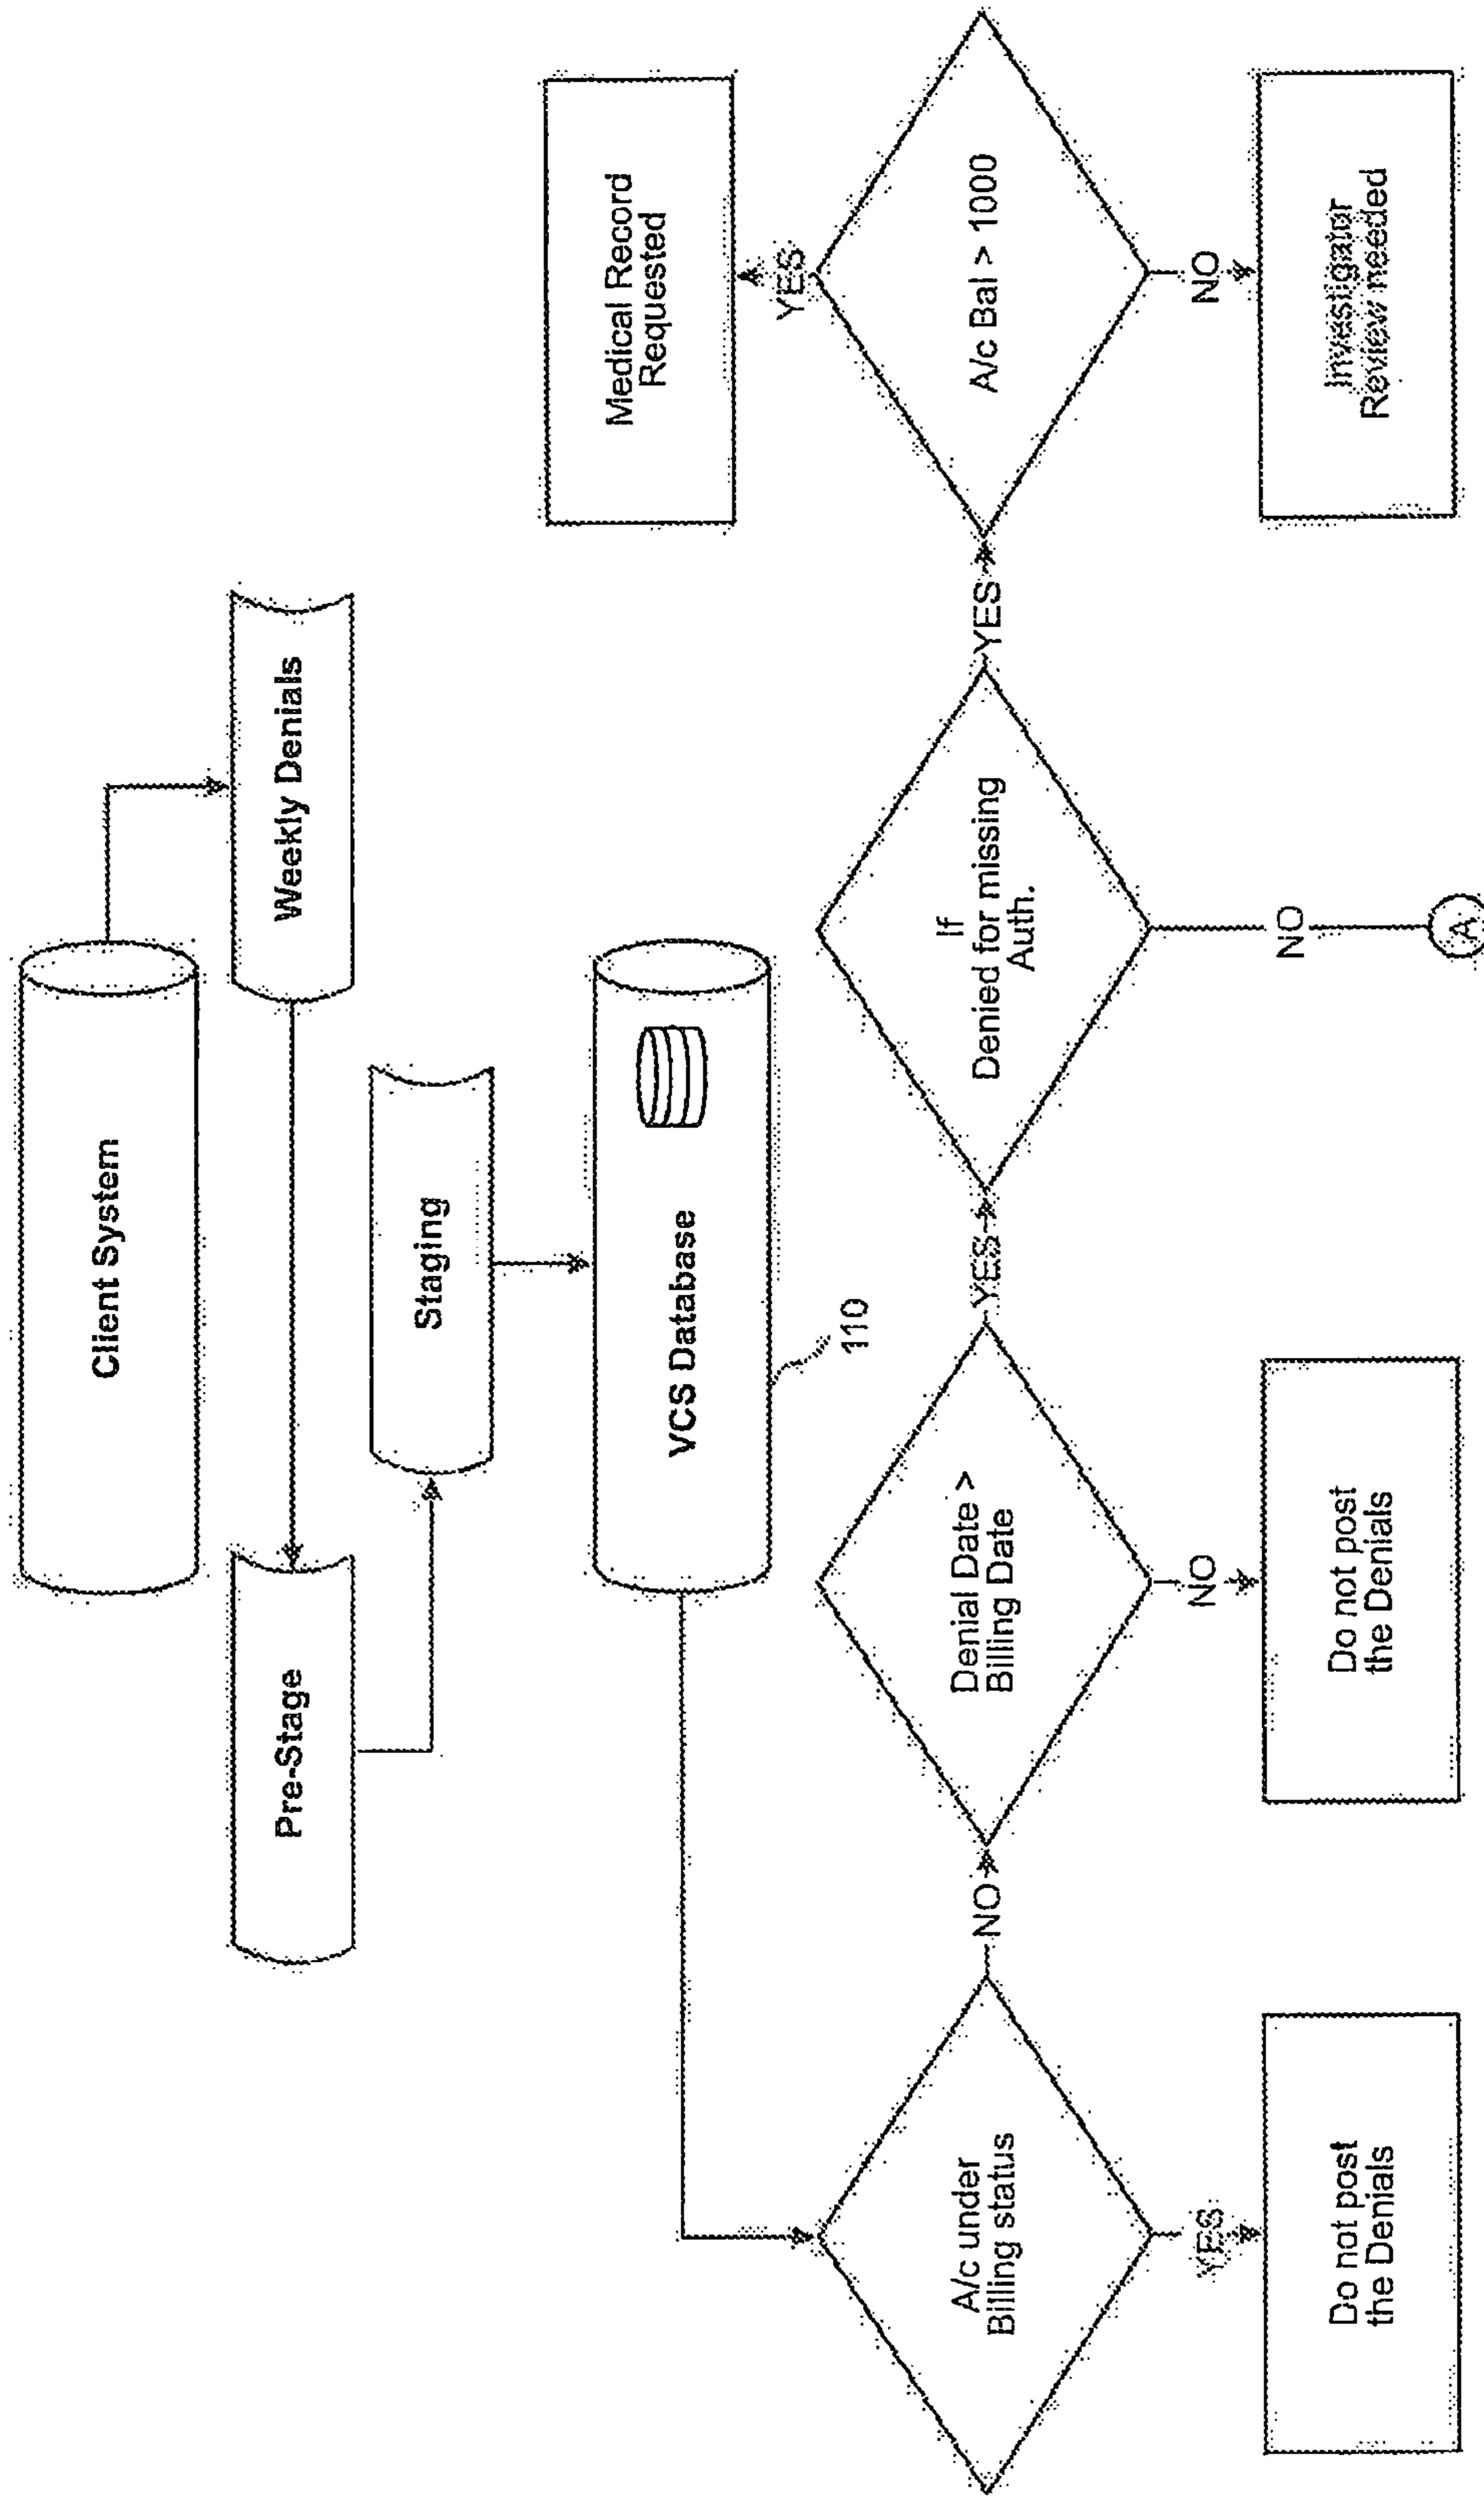 Client System
Weekly Denials
Pre-Stage
Staging
VCS Database
110
A/c under
Billing status
YES
Do not post
the Denials
NO
Denial Date >
Billing Date
NO
Do not post
the Denials
YES
If
Denied for missing
Auth.
NO
A
YES
A/c Bal > 1000
YES
Medical Record
Requested
NO
Investigator
Review needed